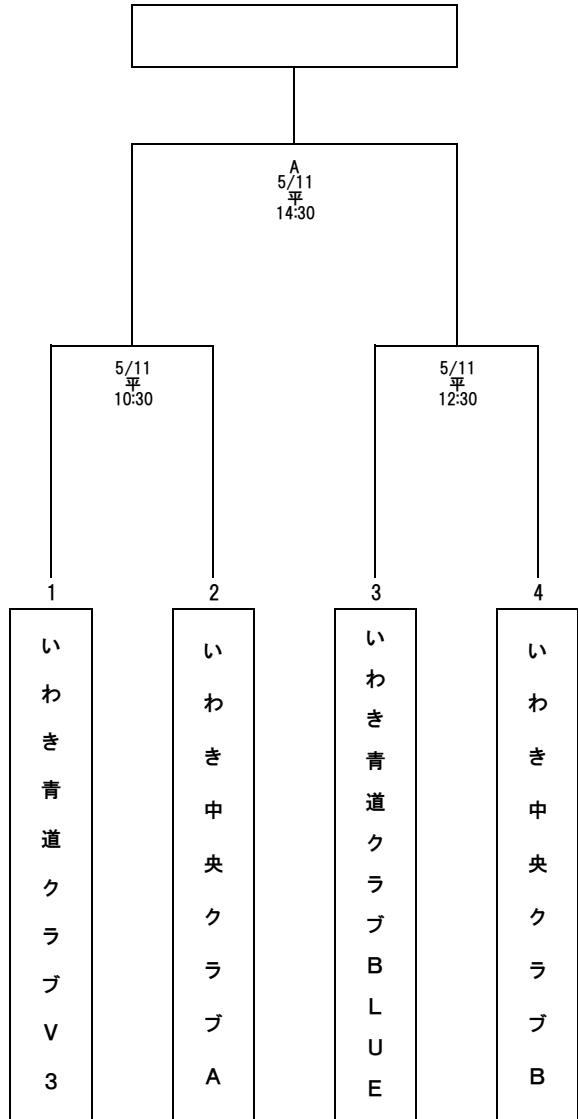 A
5/11
平
14:30
5/11
平
10:30
5/11
平
12:30
1
2
3
4
いわき青道クラブV3
いわき中央クラブA
いわき青道クラブBLUE
いわき中央クラブB